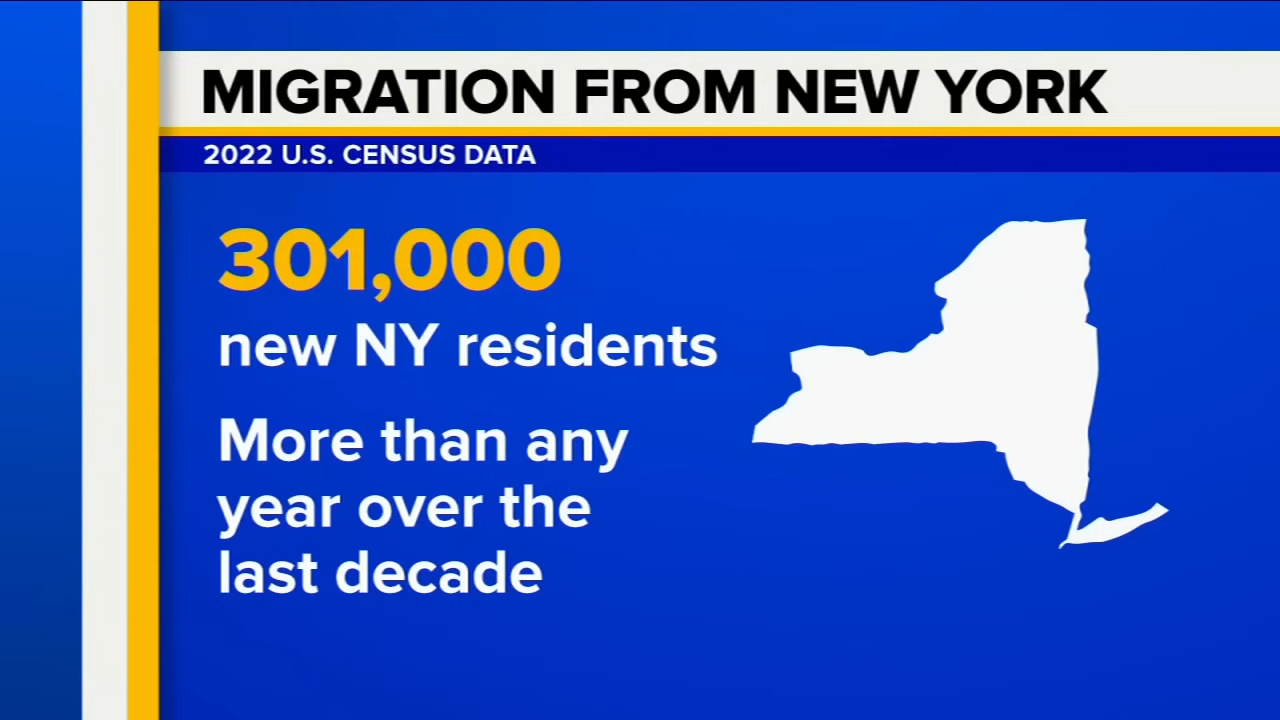 MIGRATION FROM NEW YORK
2022 U.S. CENSUS DATA
301,000
new NY residents
More than any
year over the
last decade